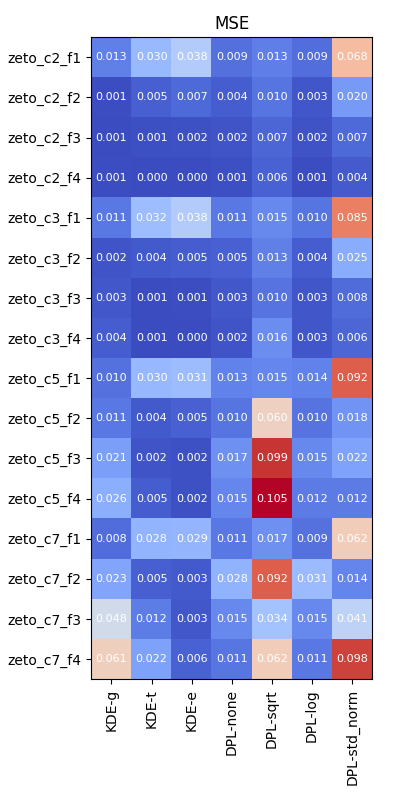 MSE
zeto_c2_f1 0.013 0.030 0.038 0.009 0.013 0.009 0.068
zeto_c2_f2 0.001 0.005 0.007 0.004 0.010 0.003 0.020
zeto_c2_f3 0.001 0.001 0.002 0.002 0.007 0.002 0.007
zeto_c2_f4 0.001 0.000 0.000 0.001 0.006 0.001 0.004
zeto_c3_f1 0.011 0.032 0.038 0.011 0.015 0.010 0.085
zeto_c3_f2 0.002 0.004 0.005 0.005 0.013 0.004 0.025
zeto_c3_f3 0.003 0.001 0.001 0.003 0.010 0.003 0.008
zeto_c3_f4 0.004 0.001 0.000 0.002 0.016 0.003 0.006
zeto_c5_f1 0.010 0.030 0.031 0.013 0.015 0.014 0.092
zeto_c5_f2 0.011 0.004 0.005 0.010 0.060 0.010 0.018
zeto_c5_f3 0.021 0.002 0.002 0.017 0.099 0.015 0.022
zeto_c5_f4 0.026 0.005 0.002 0.015 0.105 0.012 0.012
zeto_c7_f1 0.008 0.028 0.029 0.011 0.017 0.009 0.062
zeto_c7_f2 0.023 0.005 0.003 0.028 0.092 0.031 0.014
zeto_c7_f3 0.048 0.012 0.003 0.015 0.034 0.015 0.041
zeto_c7_f4 0.061 0.022 0.006 0.011 0.062 0.011 0.098
KDE-g
KDE-t
KDE-e
DPL-none
DPL-sqrt
DPL-log
DPL-std_norm